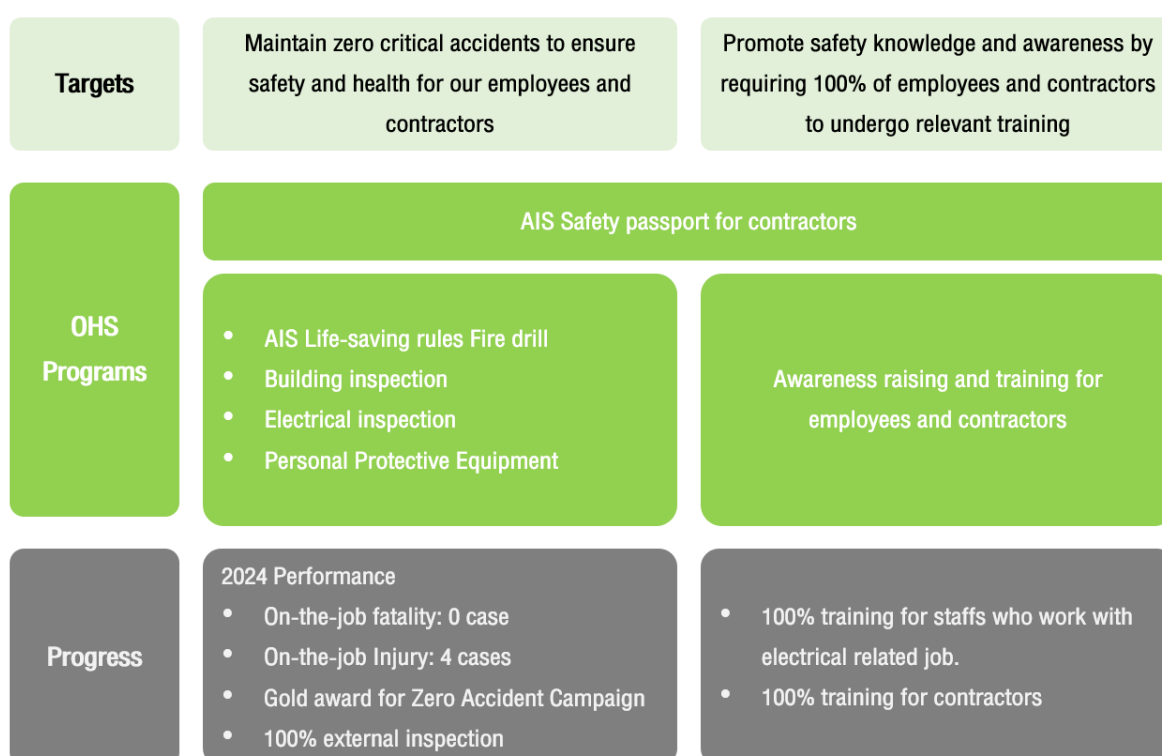 Targets
Maintain zero critical accidents to ensure
safety and health for our employees and
contractors
Promote safety knowledge and awareness by
requiring 100% of employees and contractors
to undergo relevant training
OHS
Programs
AIS Safety passport for contractors
• AIS Life-saving rules Fire drill
• Building inspection
• Electrical inspection
• Personal Protective Equipment
Awareness raising and training for
employees and contractors
Progress
2024 Performance
• On-the-job fatality: 0 case
• On-the-job Injury: 4 cases
• Gold award for Zero Accident Campaign
• 100% external inspection
• 100% training for staffs who work with
electrical related job.
• 100% training for contractors